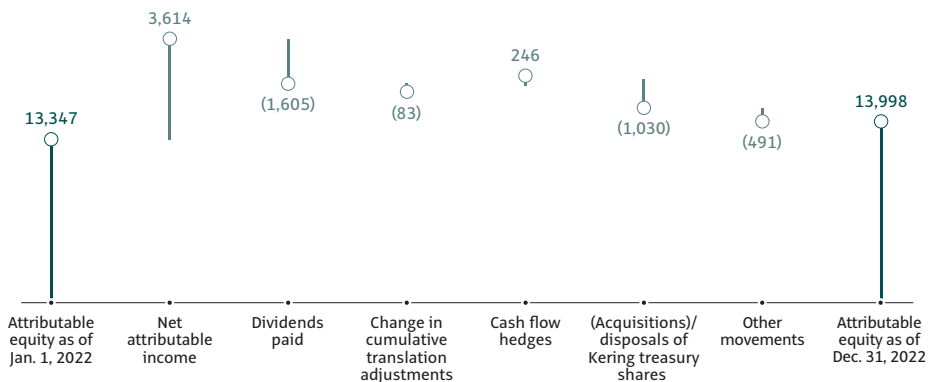 3,614
246
13,347
(1,605)
(83)
(1,030)
(491)
13,998
Attributable
equity as of
Jan. 1, 2022
Net
attributable
income
Dividends
paid
Change in
cumulative
translation
adjustments
Cash flow
hedges
(Acquisitions)/
disposals of
Kering treasury
shares
Other
movements
Attributable
equity as of
Dec. 31, 2022